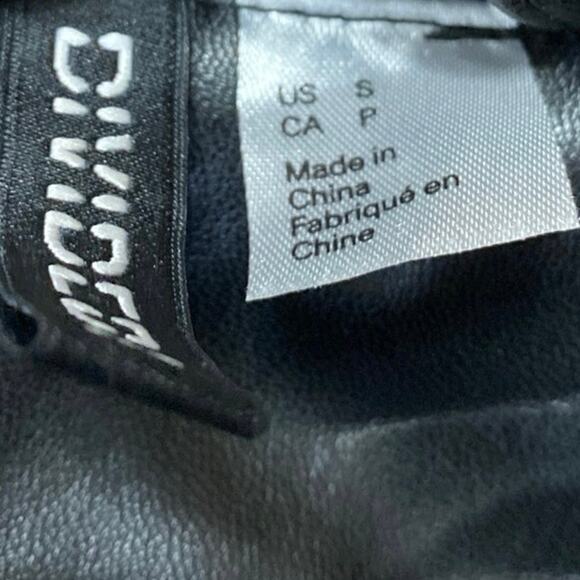 DIVIDED
US S
CA P
Made in
China
Fabriqué en
Chine